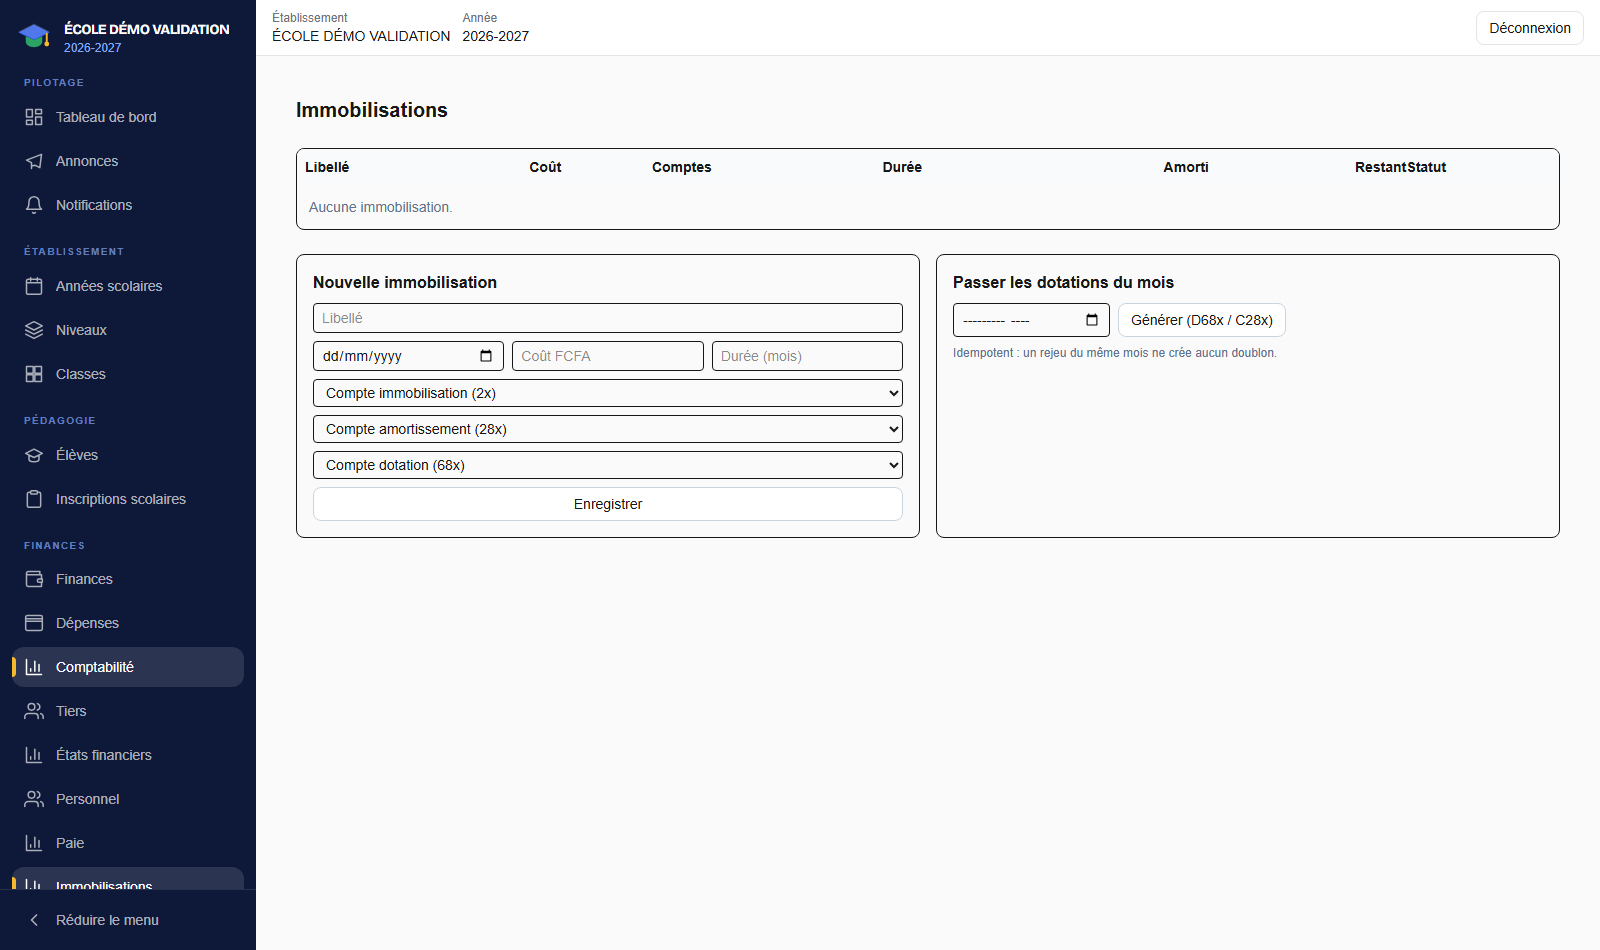 ÉCOLE DÉMO VALIDATION
2026-2027
PILOTAGE
Tableau de bord
Annonces
Notifications
ÉTABLISSEMENT
Années scolaires
Niveaux
Classes
PÉDAGOGIE
Élèves
Inscriptions scolaires
FINANCES
Finances
Dépenses
Comptabilité
Tiers
États financiers
Personnel
Paie
Immobilisations
Réduire le menu
Établissement Année
ÉCOLE DÉMO VALIDATION 2026-2027
Déconnexion
Immobilisations
Libellé Coût Comptes Durée Amorti Restant Statut
Aucune immobilisation.
Nouvelle immobilisation
Libellé
dd/mm/yyyy Coût FCFA Durée (mois)
Compte immobilisation (2x)
Compte amortissement (28x)
Compte dotation (68x)
Enregistrer
Passer les dotations du mois
--------- ---- Générer (D68x / C28x)
Idempotent : un rejeu du même mois ne crée aucun doublon.